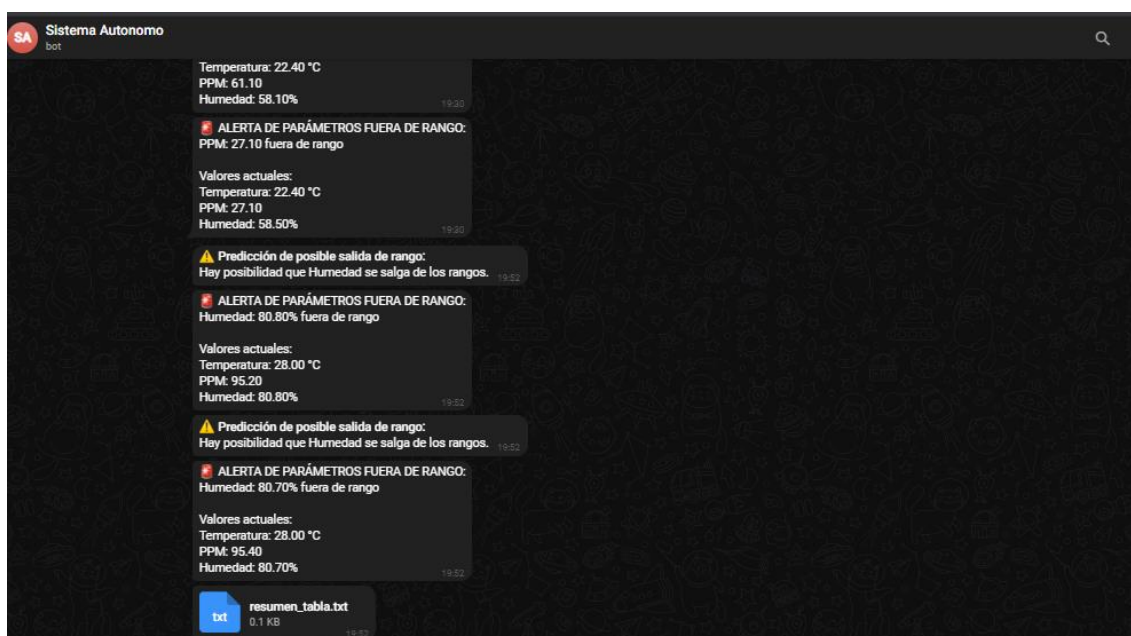 SA
Sistema Autonomo
bot
Temperatura: 22.40 °C
PPM: 61.10
Humedad: 58.10%
19:30
🚨 ALERTA DE PARÁMETROS FUERA DE RANGO:
PPM: 27.10 fuera de rango
Valores actuales:
Temperatura: 22.40 °C
PPM: 27.10
Humedad: 58.50%
19:30
⚠️ Predicción de posible salida de rango:
Hay posibilidad que Humedad se salga de los rangos. 19:52
🚨 ALERTA DE PARÁMETROS FUERA DE RANGO:
Humedad: 80.80% fuera de rango
Valores actuales:
Temperatura: 28.00 °C
PPM: 95.20
Humedad: 80.80%
19:52
⚠️ Predicción de posible salida de rango:
Hay posibilidad que Humedad se salga de los rangos. 19:52
🚨 ALERTA DE PARÁMETROS FUERA DE RANGO:
Humedad: 80.70% fuera de rango
Valores actuales:
Temperatura: 28.00 °C
PPM: 95.40
Humedad: 80.70%
19:52
txt
resumen_tabla.txt
0.1 KB
19:52